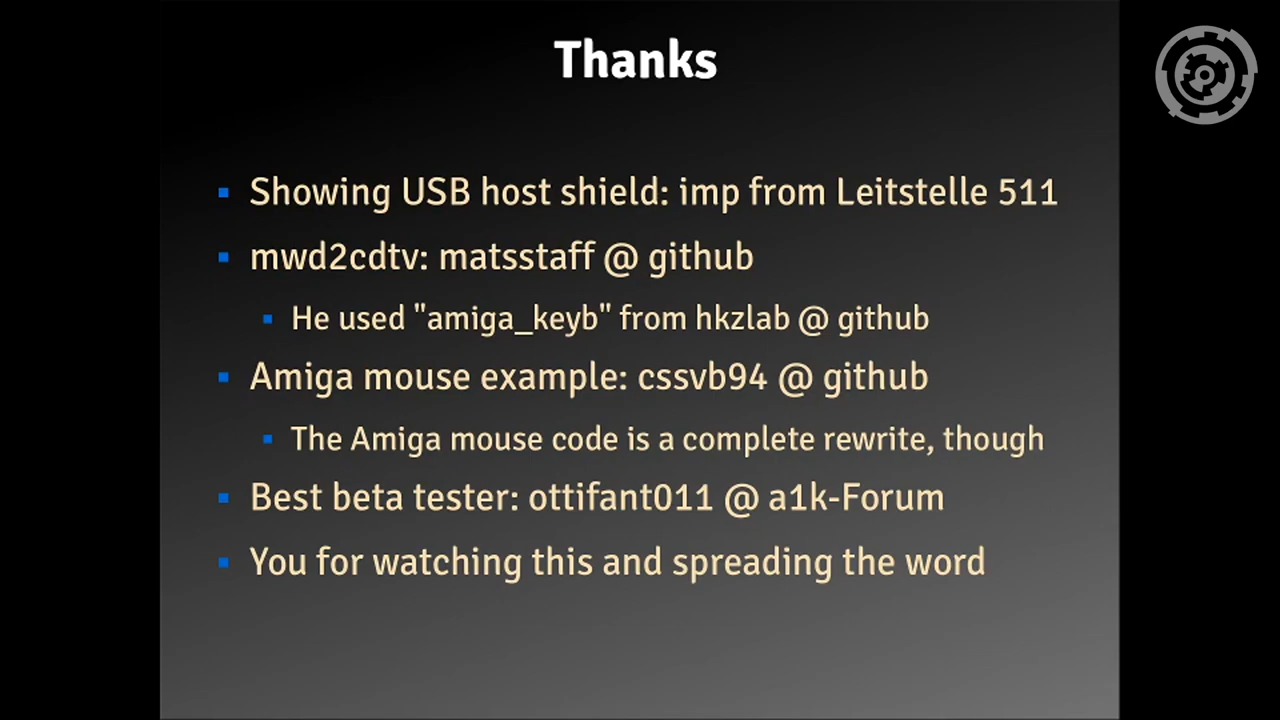 Thanks
Showing USB host shield: imp from Leitstelle 511
mwd2cdtv: matsstaff @ github
He used "amiga_keyb" from hkzlab @ github
Amiga mouse example: cssvb94 @ github
The Amiga mouse code is a complete rewrite, though
Best beta tester: ottifant011 @ a1k-Forum
You for watching this and spreading the word